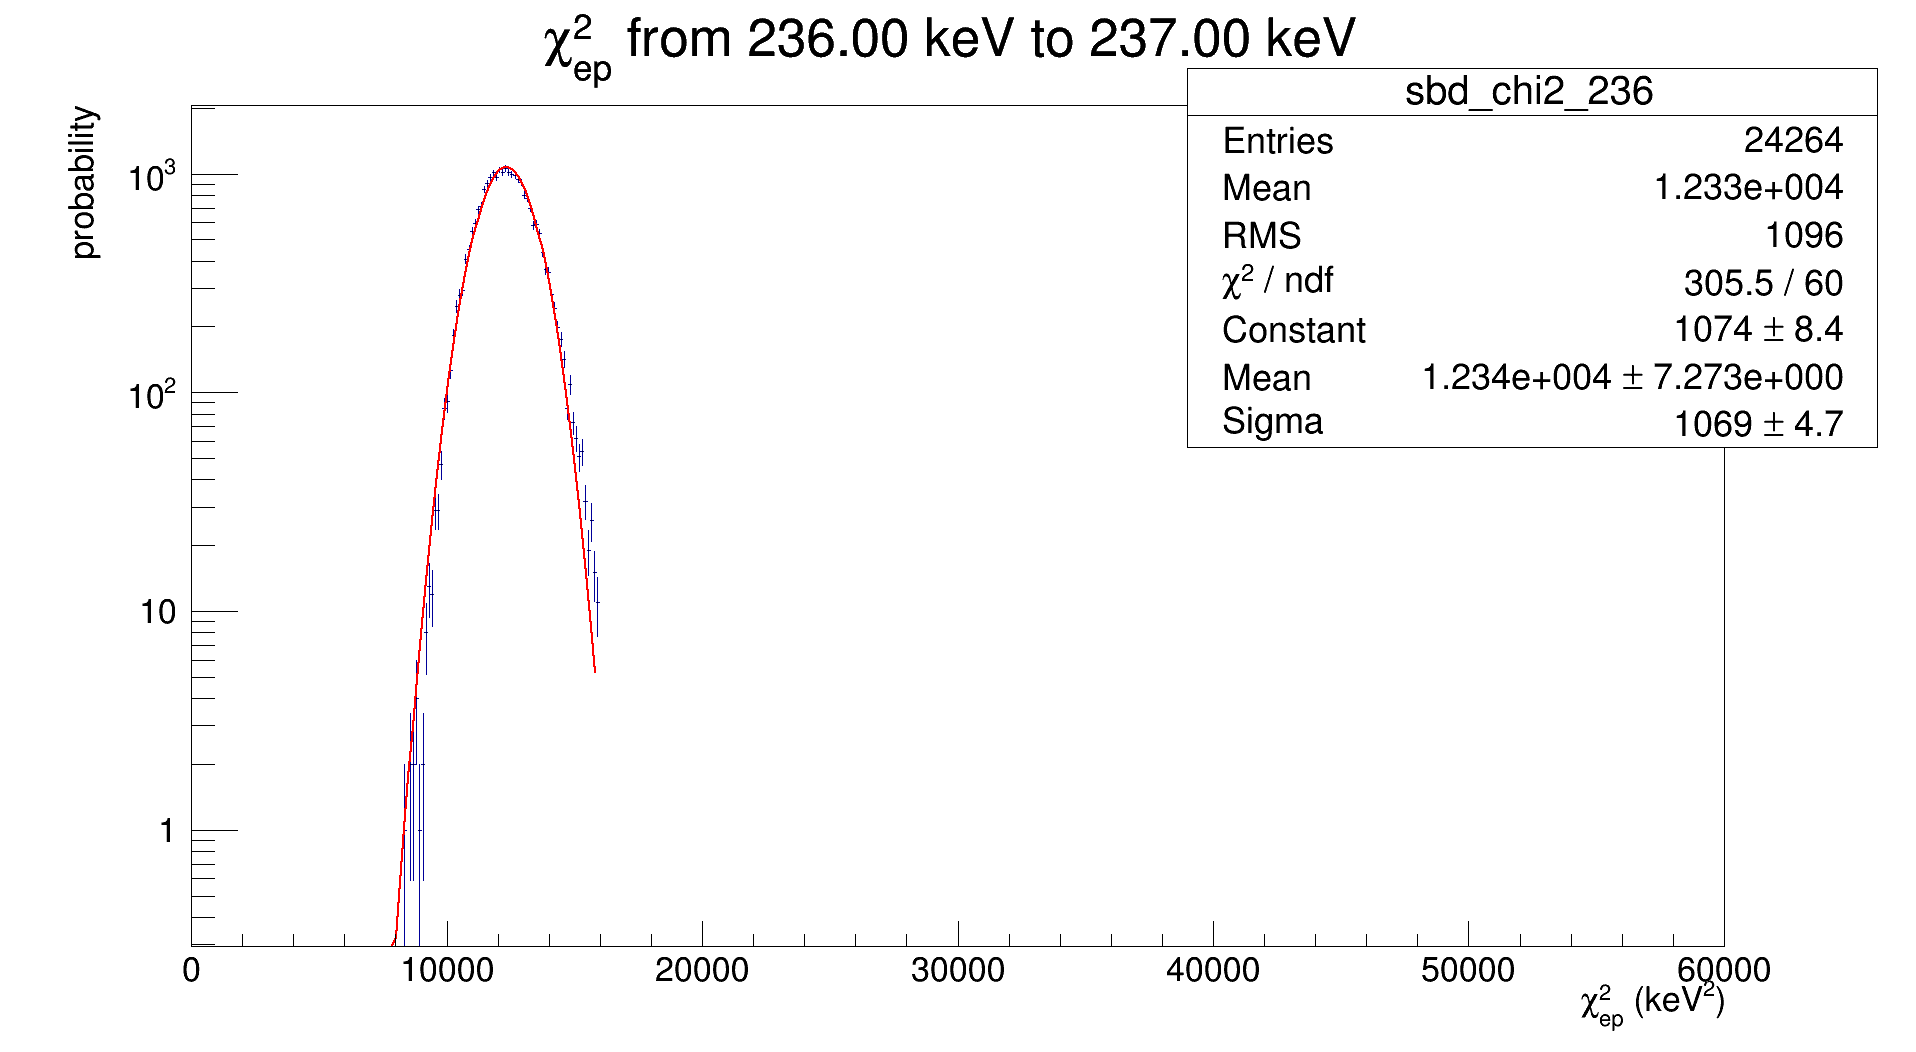 χ²ep from 236.00 keV to 237.00 keV
sbd_chi2_236
Entries 24264
Mean 1.233e+004
RMS 1096
χ² / ndf 305.5 / 60
Constant 1074 ± 8.4
Mean 1.234e+004 ± 7.273e+000
Sigma 1069 ± 4.7
probability
10³
10²
10
1
0 10000 20000 30000 40000 50000 60000
χ²ep (keV²)